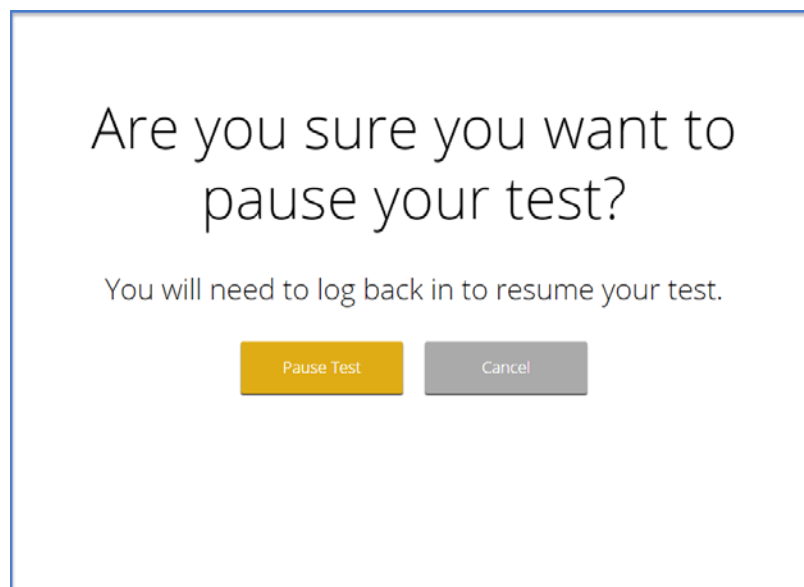 Are you sure you want to
pause your test?
You will need to log back in to resume your test.
Pause Test
Cancel